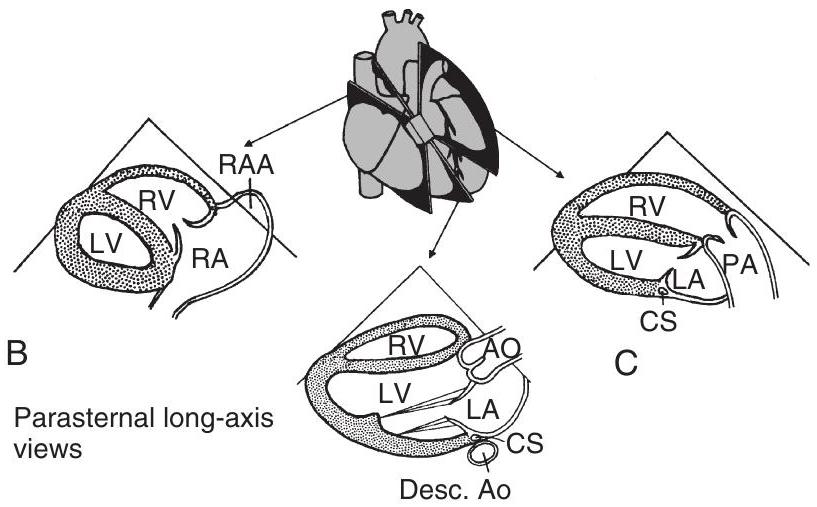 RAA
RV
LV
RA
B
RV
LV
LA
PA
CS
C
RV
AO
LV
LA
CS
Desc. Ao
Parasternal long-axis
views